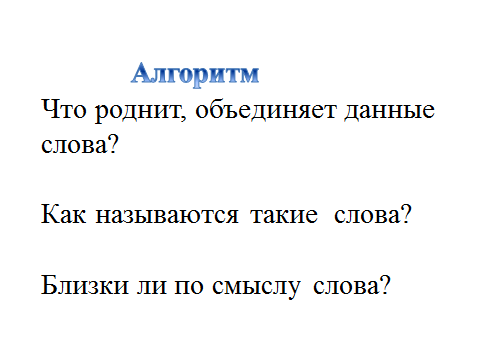 Алгоритм
Что роднит, объединяет данные
слова?
Как называются такие слова?
Близки ли по смыслу слова?